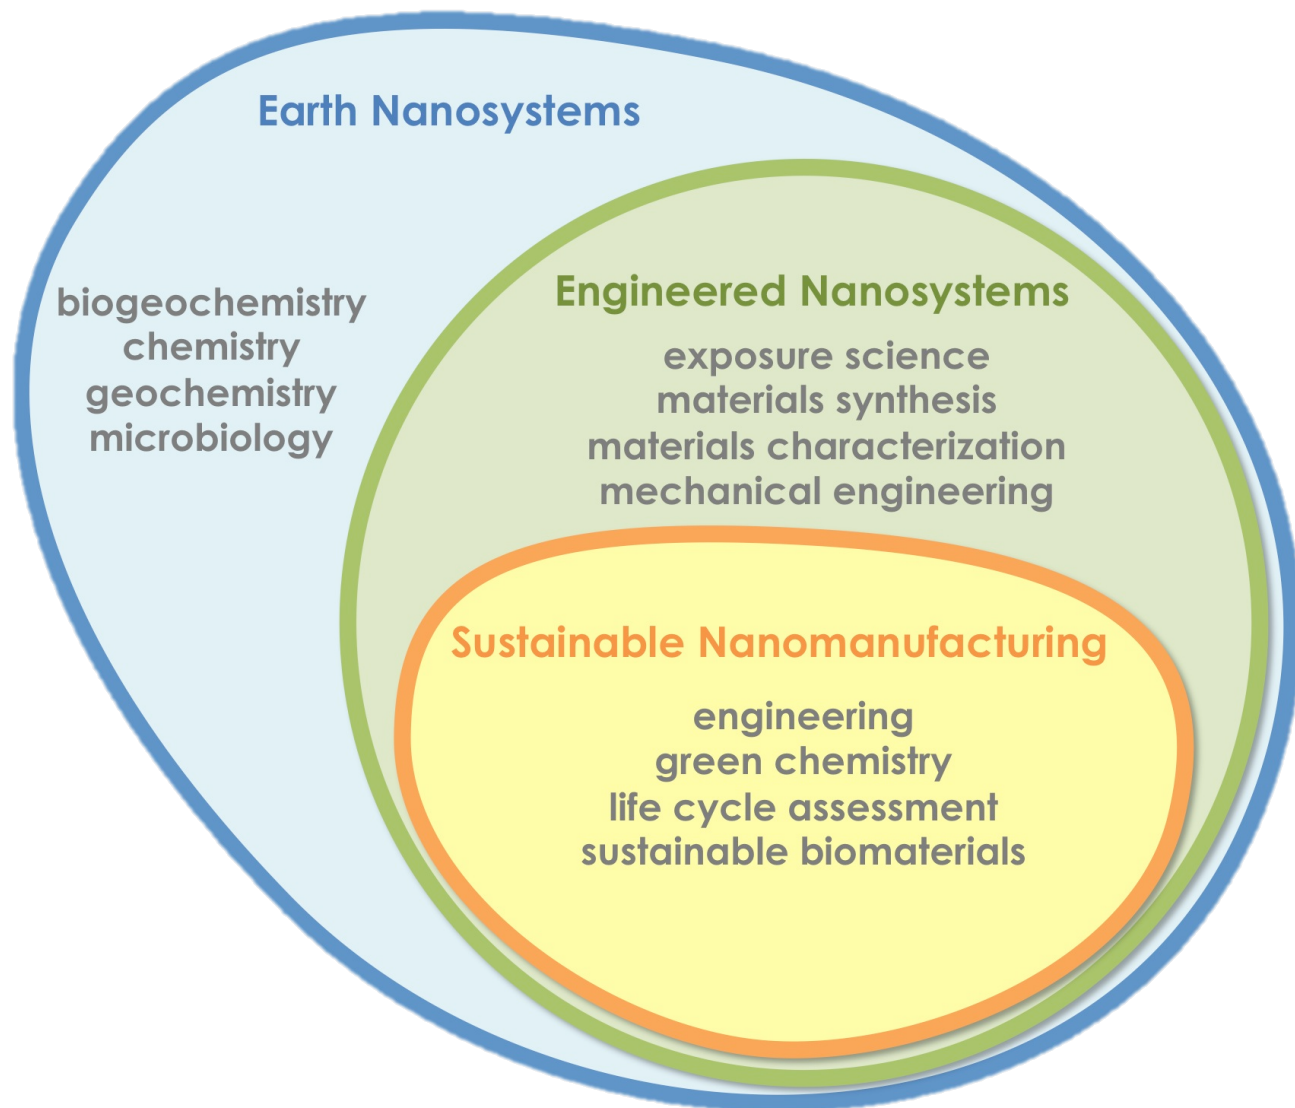 Earth Nanosystems
biogeochemistry
chemistry
geochemistry
microbiology
Engineered Nanosystems
exposure science
materials synthesis
materials characterization
mechanical engineering
Sustainable Nanomanufacturing
engineering
green chemistry
life cycle assessment
sustainable biomaterials